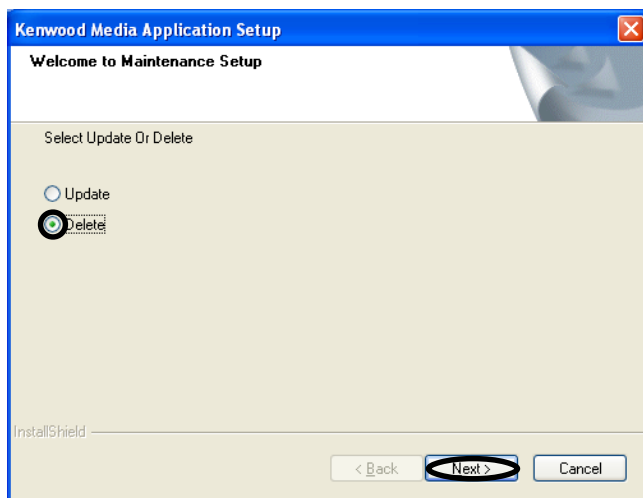 Kenwood Media Application Setup
Welcome to Maintenance Setup
Select Update Or Delete
Update
Delete
InstallShield
< Back Next > Cancel